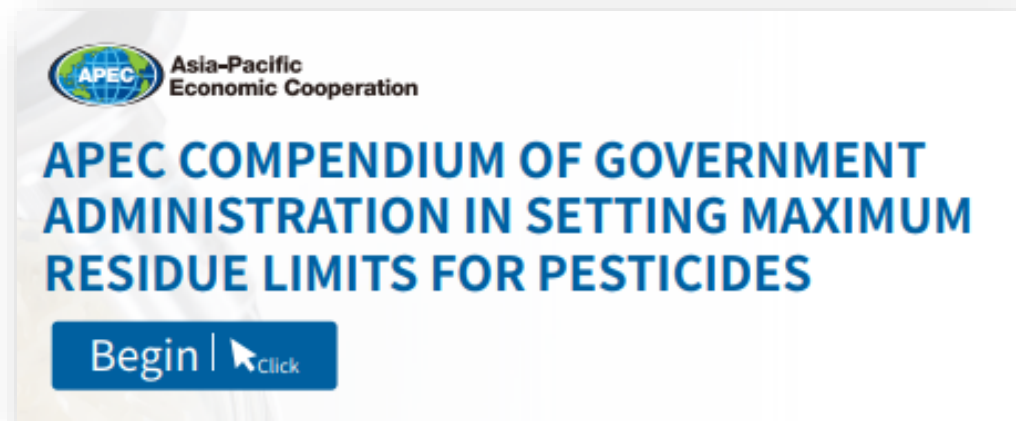 APEC
Asia-Pacific
Economic Cooperation
APEC COMPENDIUM OF GOVERNMENT
ADMINISTRATION IN SETTING MAXIMUM
RESIDUE LIMITS FOR PESTICIDES
Begin | Click